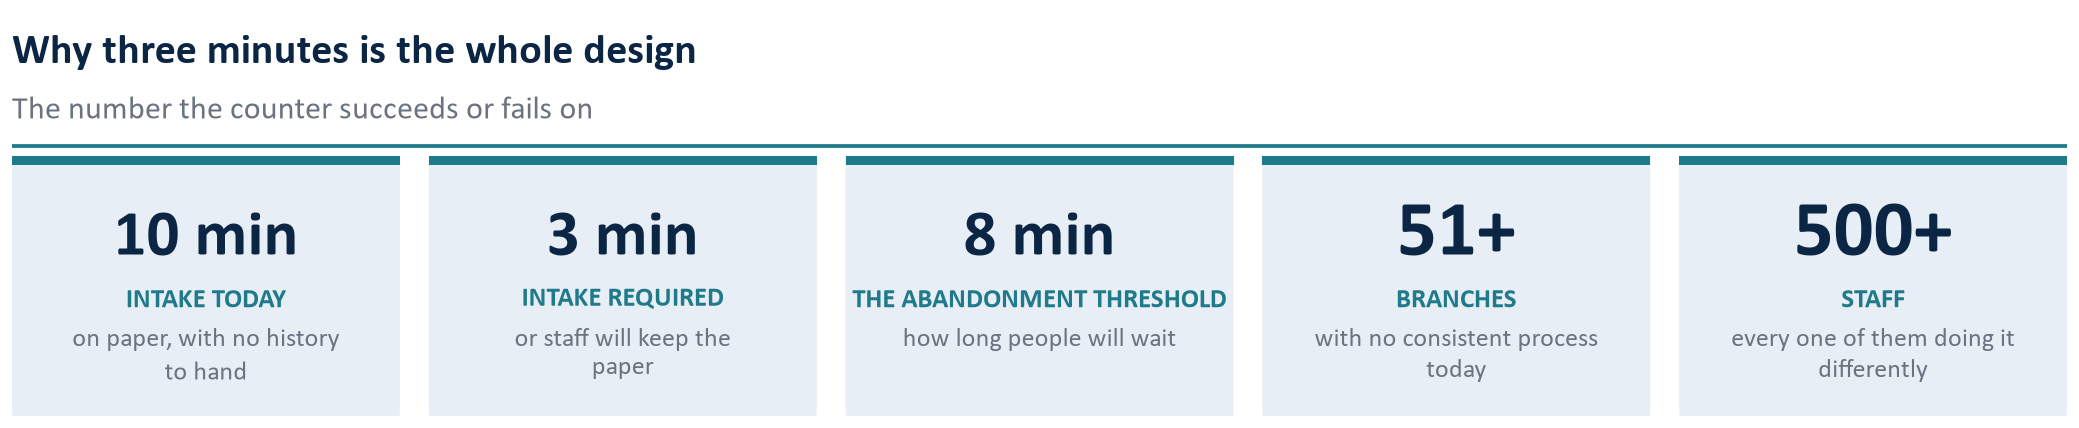 Why three minutes is the whole design
The number the counter succeeds or fails on
10 min
INTAKE TODAY
on paper, with no history
to hand
3 min
INTAKE REQUIRED
or staff will keep the
paper
8 min
THE ABANDONMENT THRESHOLD
how long people will wait
51+
BRANCHES
with no consistent process
today
500+
STAFF
every one of them doing it
differently